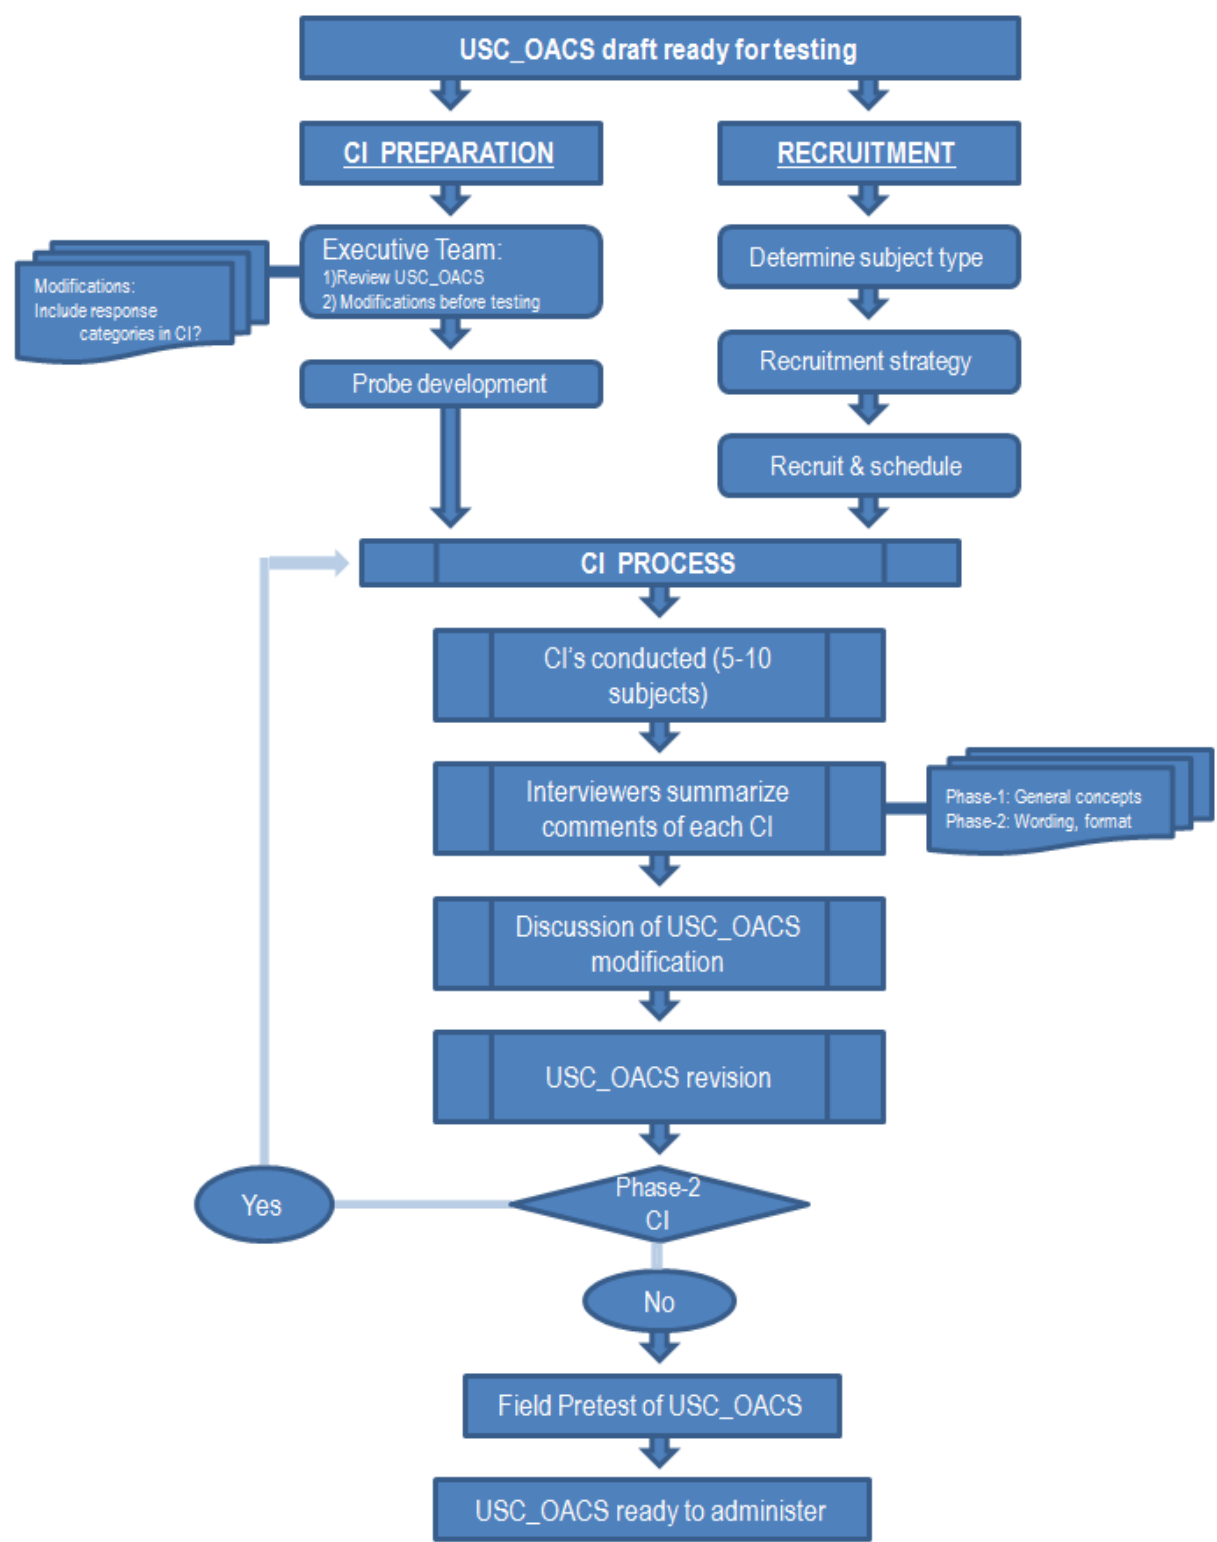 USC_OACS draft ready for testing
CI PREPARATION
RECRUITMENT
Executive Team:
1)Review USC_OACS
2) Modifications before testing
Modifications:
Include response
categories in CI?
Probe development
Determine subject type
Recruitment strategy
Recruit & schedule
CI PROCESS
CI's conducted (5-10
subjects)
Interviewers summarize
comments of each CI
Phase-1: General concepts
Phase-2: Wording, format
Discussion of USC_OACS
modification
USC_OACS revision
Phase-2
CI
Yes
No
Field Pretest of USC_OACS
USC_OACS ready to administer